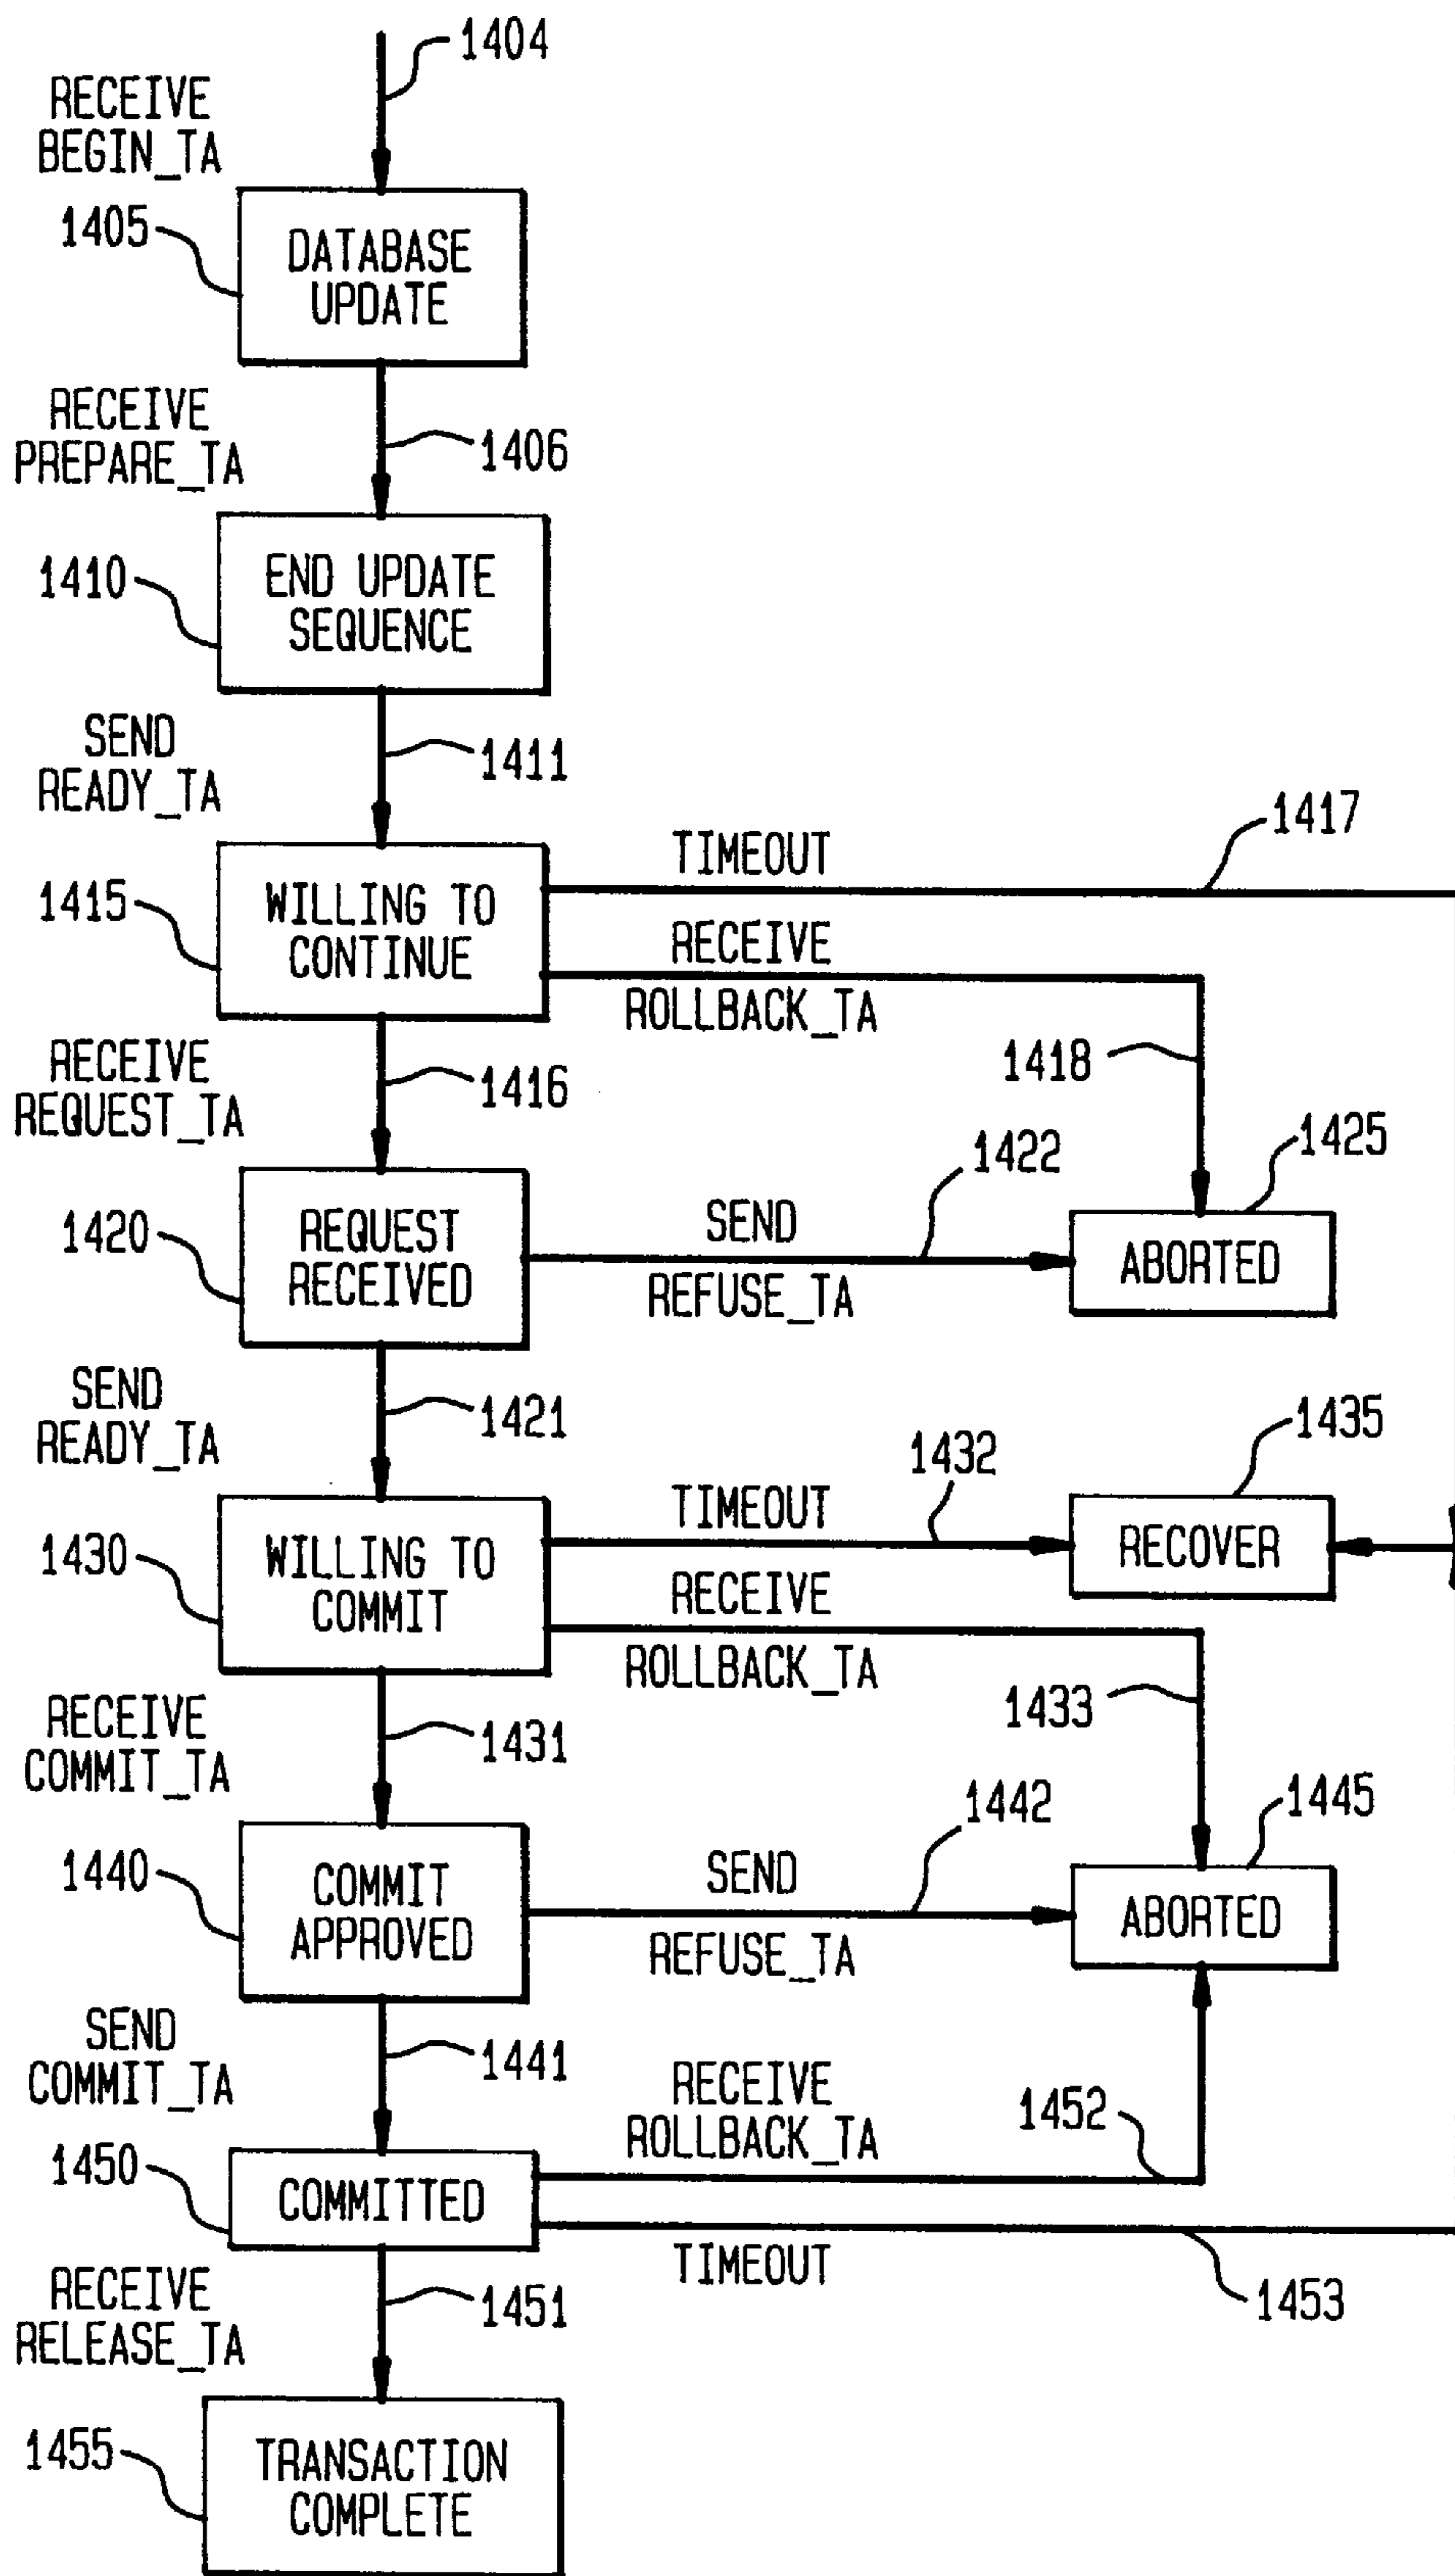 1404
RECEIVE
BEGIN_TA
1405
DATABASE
UPDATE
RECEIVE
PREPARE_TA
1406
1410
END UPDATE
SEQUENCE
SEND
READY_TA
1411
1417
TIMEOUT
1415
WILLING TO
CONTINUE
RECEIVE
ROLLBACK_TA
1418
RECEIVE
REQUEST_TA
1416
1422
1425
1420
REQUEST
RECEIVED
SEND
REFUSE_TA
ABORTED
SEND
READY_TA
1421
1432
1435
TIMEOUT
1430
WILLING TO
COMMIT
RECOVER
RECEIVE
ROLLBACK_TA
1433
RECEIVE
COMMIT_TA
1431
1442
1445
1440
COMMIT
APPROVED
SEND
REFUSE_TA
ABORTED
SEND
COMMIT_TA
1441
RECEIVE
ROLLBACK_TA
1452
1450
COMMITTED
TIMEOUT
1453
RECEIVE
RELEASE_TA
1451
1455
TRANSACTION
COMPLETE